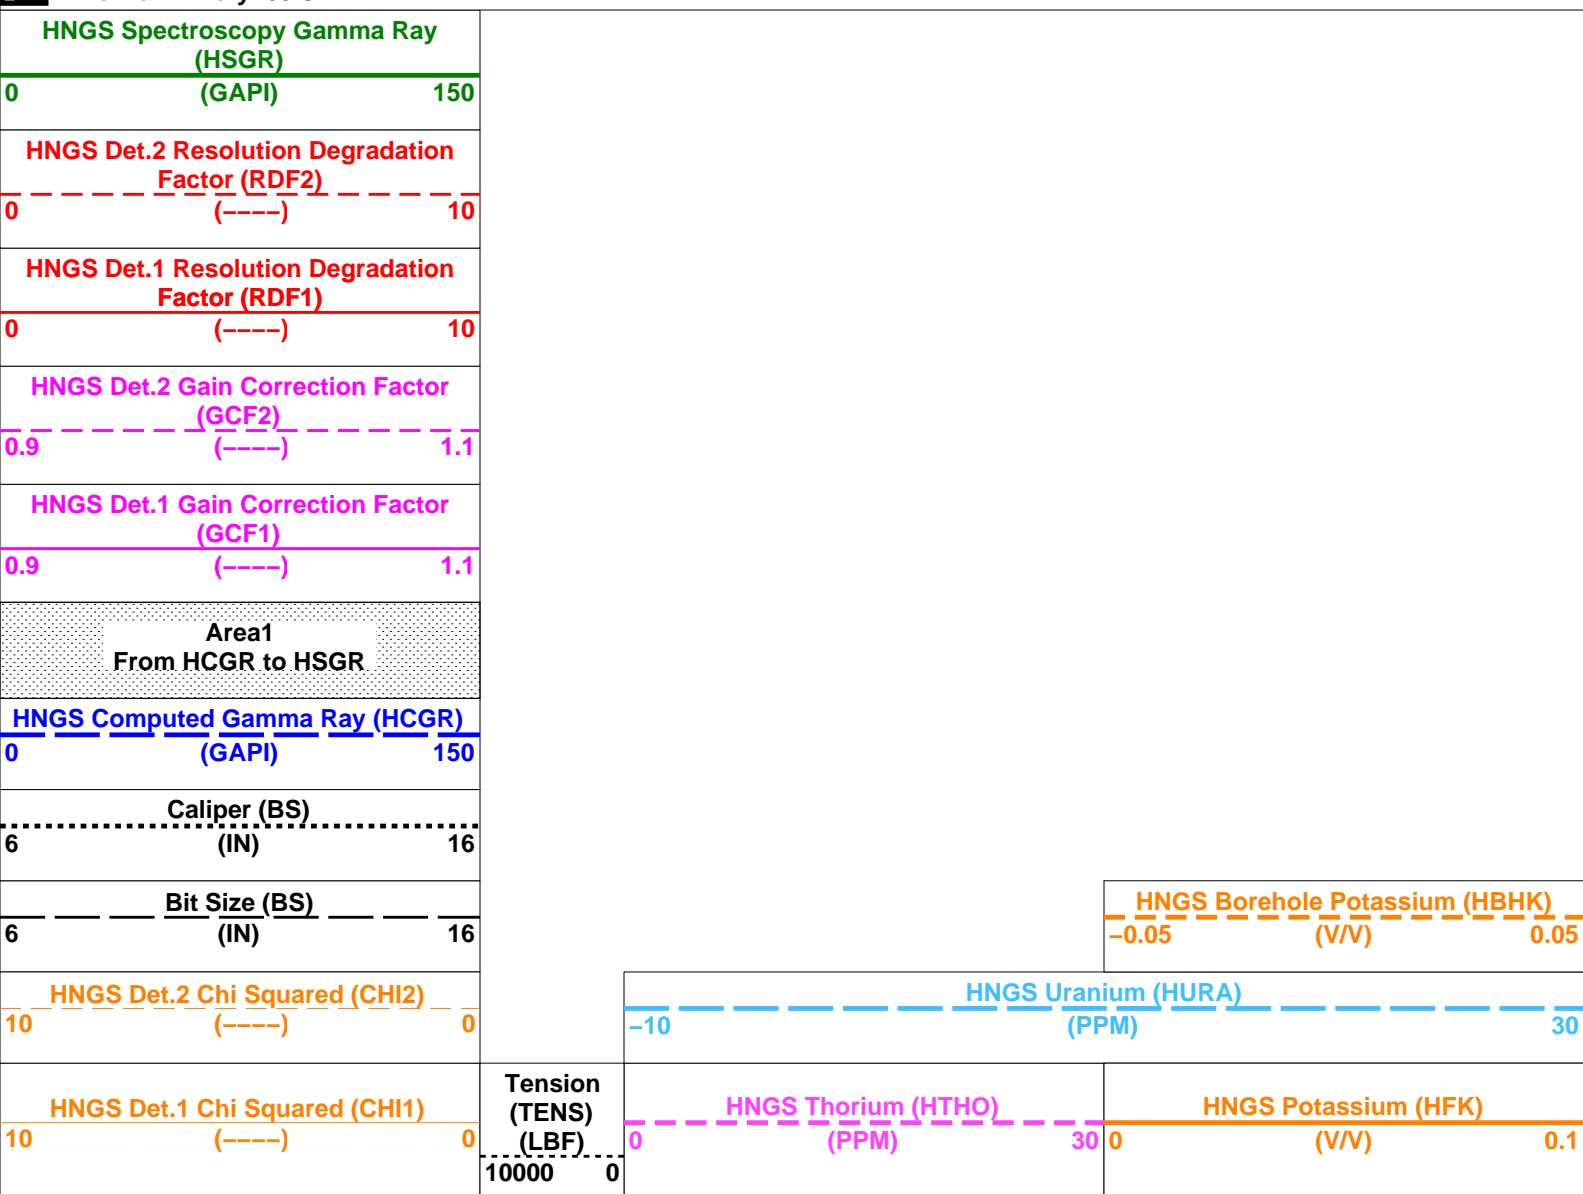 HNGS Spectroscopy Gamma Ray
(HSGR)
0 (GAPI) 150
HNGS Det.2 Resolution Degradation
Factor (RDF2)
0 (----) 10
HNGS Det.1 Resolution Degradation
Factor (RDF1)
0 (----) 10
HNGS Det.2 Gain Correction Factor
(GCF2)
0.9 (----) 1.1
HNGS Det.1 Gain Correction Factor
(GCF1)
0.9 (----) 1.1
Area1
From HCGR to HSGR
HNGS Computed Gamma Ray (HCGR)
0 (GAPI) 150
Caliper (BS)
6 (IN) 16
Bit Size (BS)
6 (IN) 16
HNGS Borehole Potassium (HBHK)
−0.05 (V/V) 0.05
HNGS Det.2 Chi Squared (CHI2)
10 (----) 0
HNGS Uranium (HURA)
−10 (PPM) 30
HNGS Det.1 Chi Squared (CHI1)
10 (----) 0
Tension
(TENS)
(LBF)
10000 0
HNGS Thorium (HTHO)
0 (PPM) 30
HNGS Potassium (HFK)
0 (V/V) 0.1